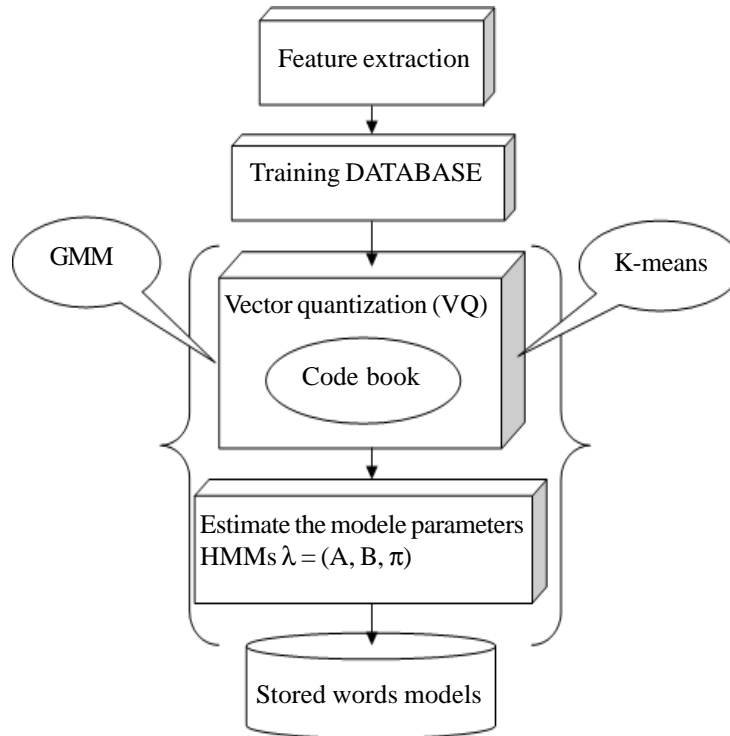 Feature extraction
Training DATABASE
GMM
K-means
Vector quantization (VQ)
Code book
Estimate the modele parameters
HMMs λ = (A, B, π)
Stored words models